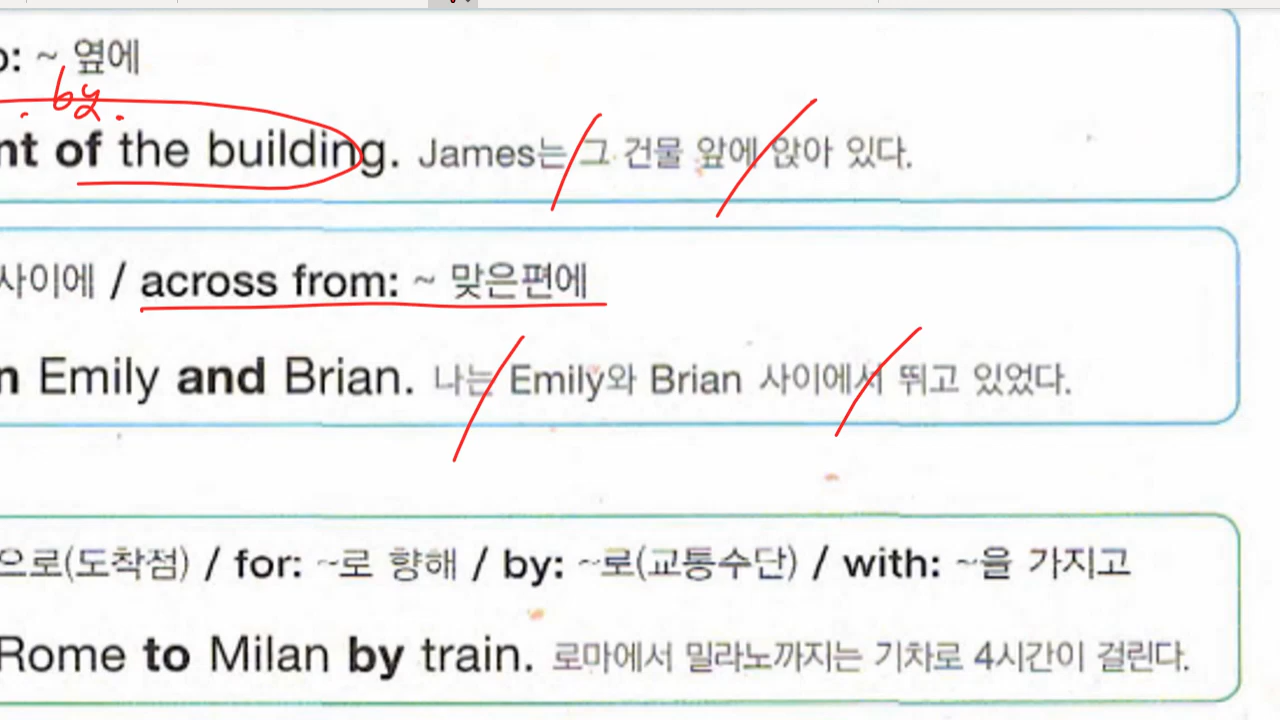 o: ~ 옆에
by.
nt of the building. James는 그 건물 앞에 앉아 있다.
사이에 / across from: ~ 맞은편에
n Emily and Brian. 나는 Emily와 Brian 사이에서 뛰고 있었다.
으로(도착점) / for: ~로 향해 / by: ~로(교통수단) / with: ~을 가지고
Rome to Milan by train. 로마에서 밀라노까지는 기차로 4시간이 걸린다.